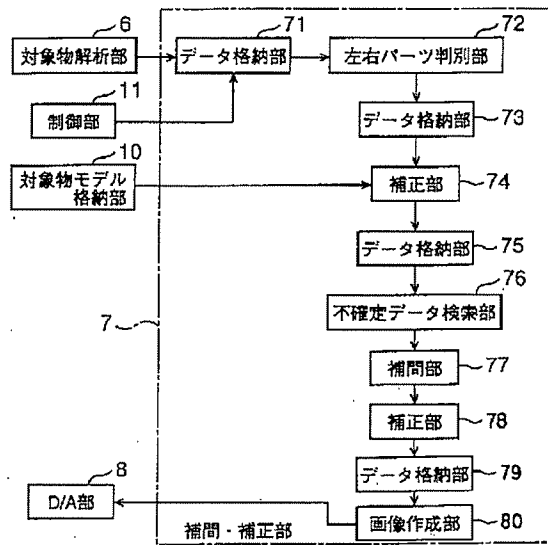 6
対象物解析部
11
制御部
10
対象物モデル
格納部
71
データ格納部
72
左右パーツ判別部
データ格納部
73
補正部
74
データ格納部
75
76
不確定データ検索部
7
補間部
77
補正部
78
データ格納部
79
8
D/A部
画像作成部
80
補間・補正部